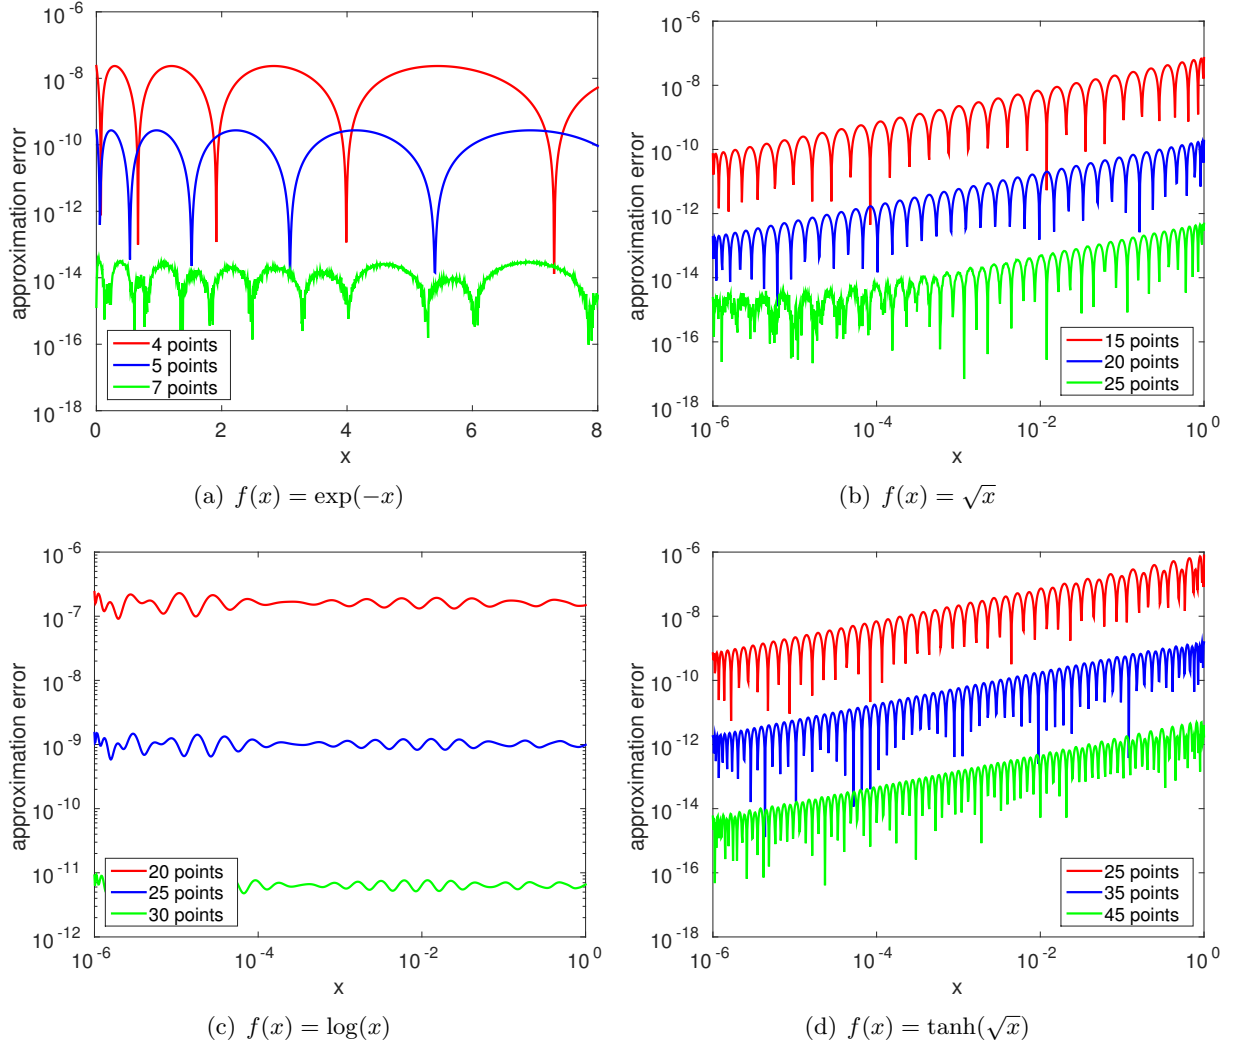 10^-6
10^-8
10^-10
10^-12
10^-14
10^-16
10^-18
approximation error
4 points
5 points
7 points
0 2 4 6 8
x
(a) f(x) = exp(−x)
10^-6
10^-8
10^-10
10^-12
10^-14
10^-16
10^-18
approximation error
15 points
20 points
25 points
10^-6 10^-4 10^-2 10^0
x
(b) f(x) = √x
10^-6
10^-7
10^-8
10^-9
10^-10
10^-11
10^-12
approximation error
20 points
25 points
30 points
10^-6 10^-4 10^-2 10^0
x
(c) f(x) = log(x)
10^-6
10^-8
10^-10
10^-12
10^-14
10^-16
10^-18
approximation error
25 points
35 points
45 points
10^-6 10^-4 10^-2 10^0
x
(d) f(x) = tanh(√x)